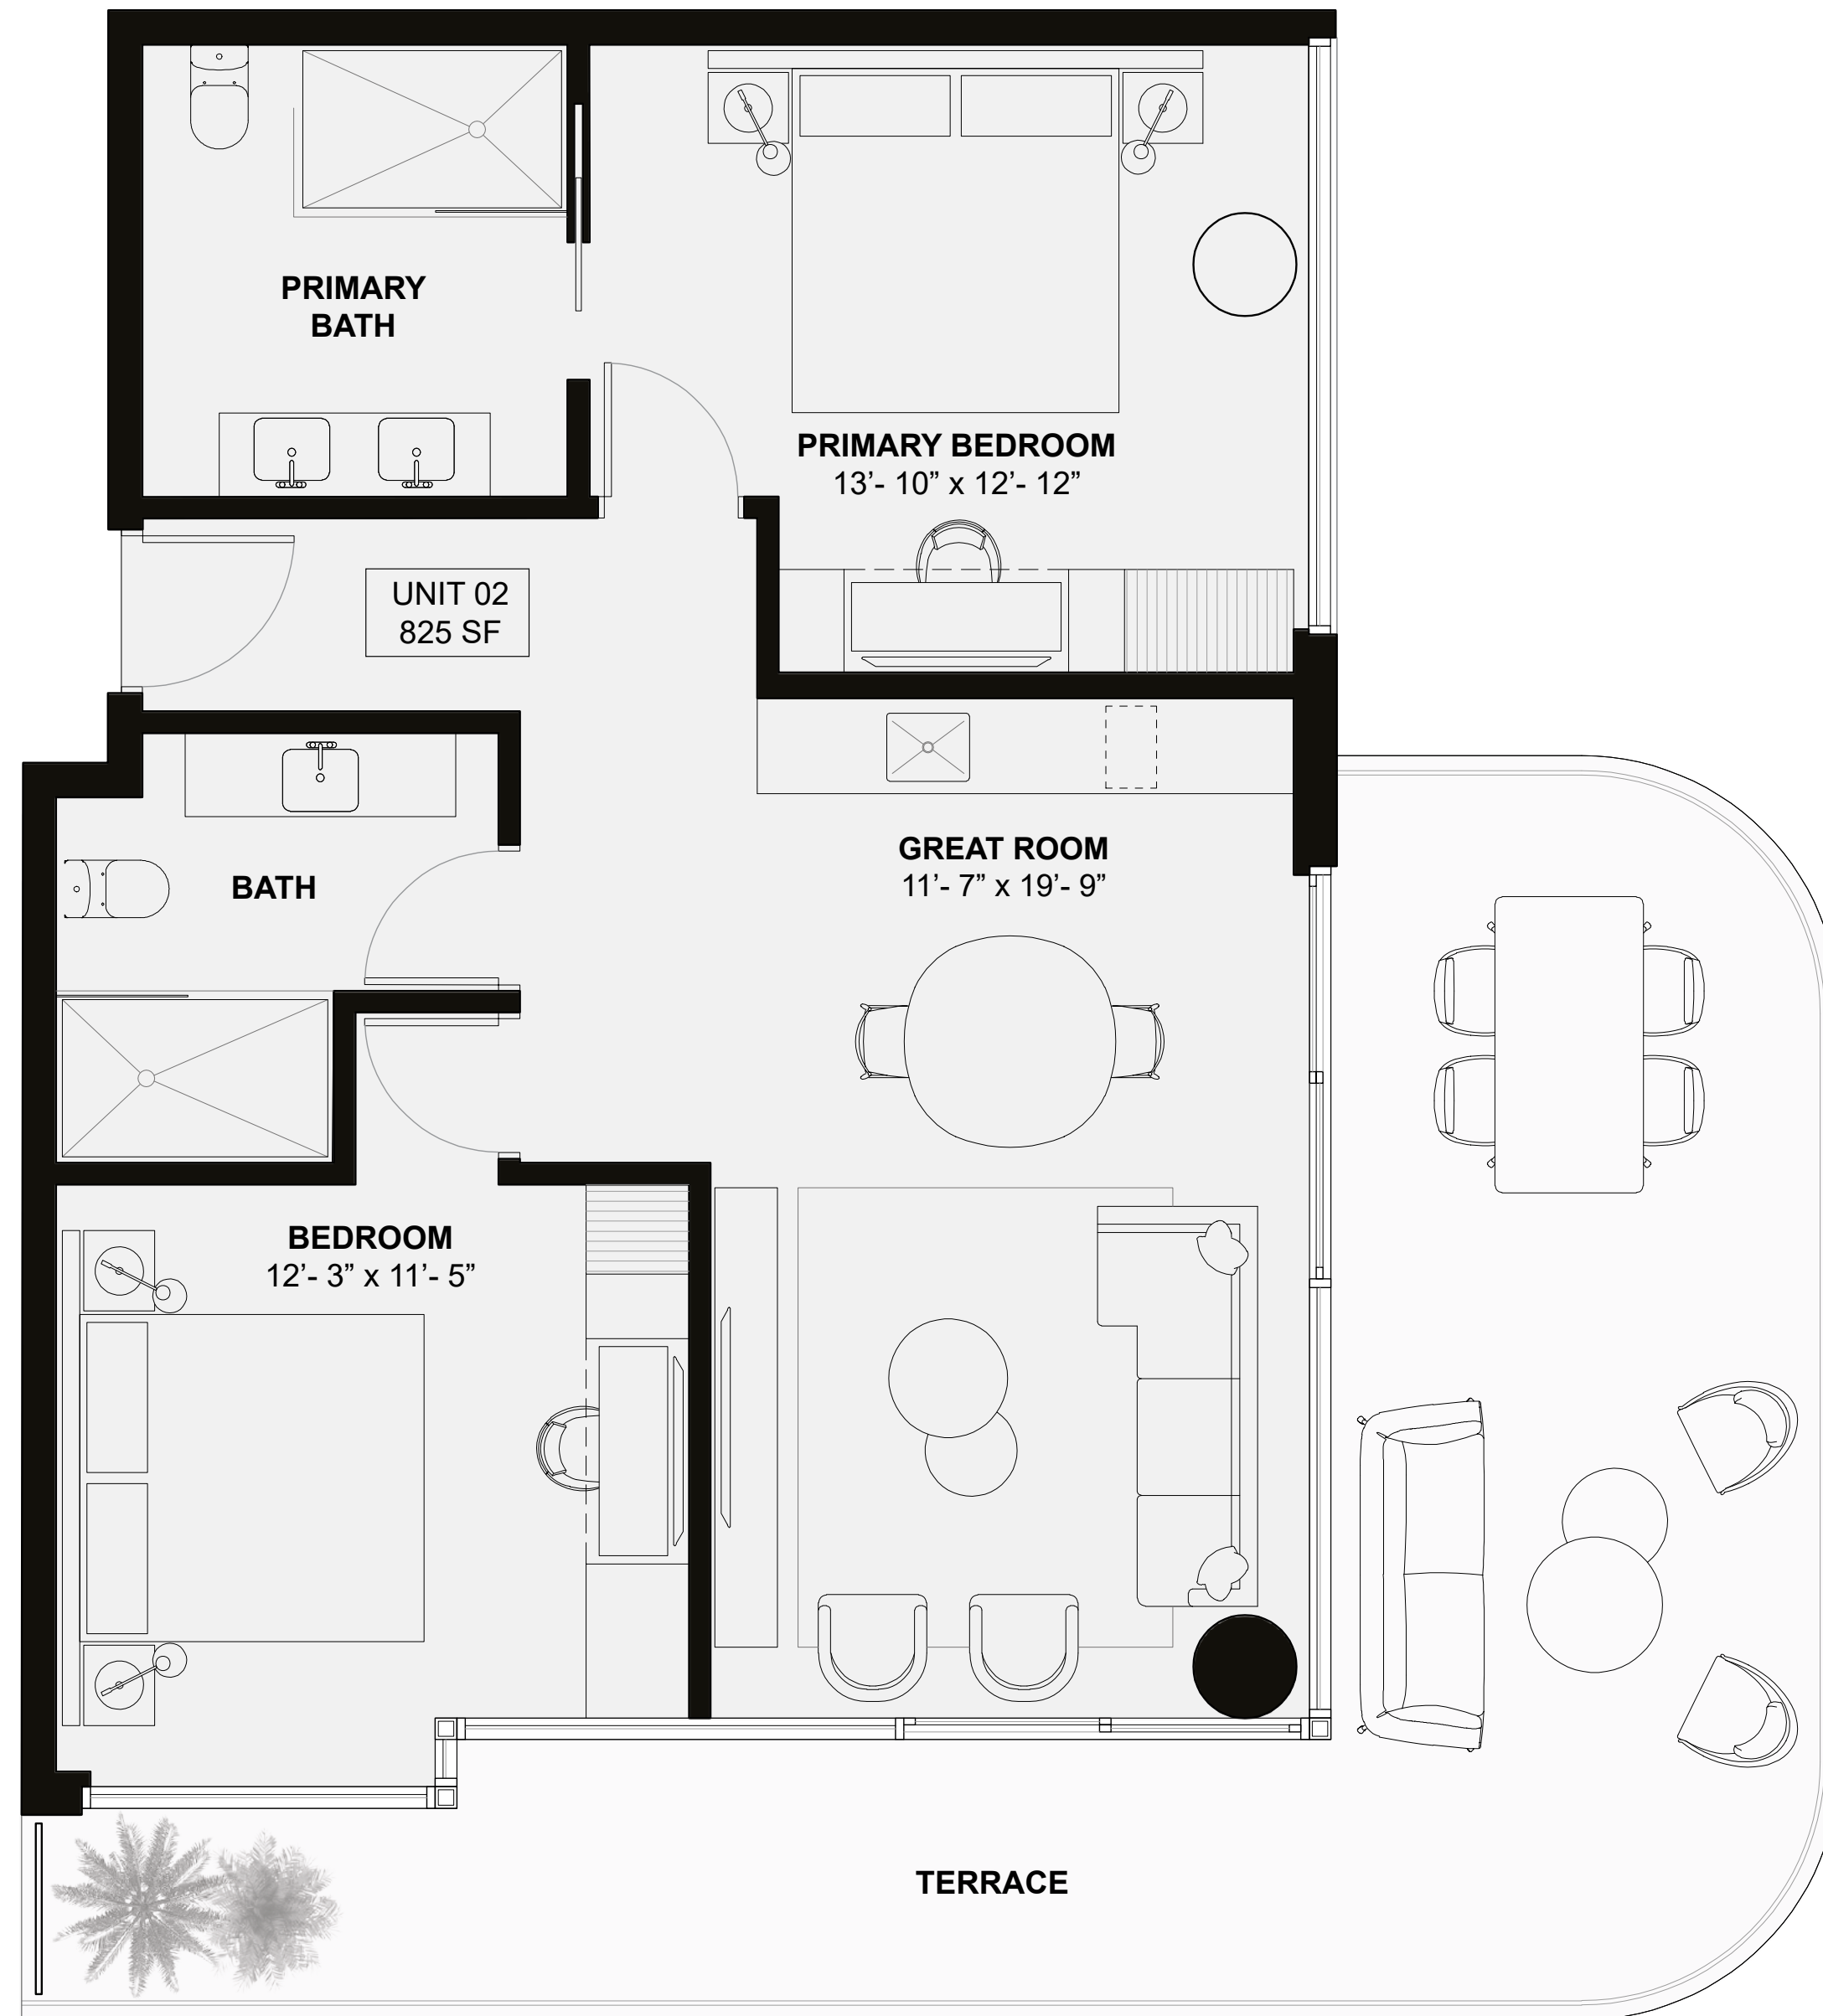 PRIMARY
BATH
PRIMARY BEDROOM
13’- 10” x 12’- 12”
UNIT 02
825 SF
GREAT ROOM
11’- 7” x 19’- 9”
BATH
BEDROOM
12’- 3” x 11’- 5”
TERRACE